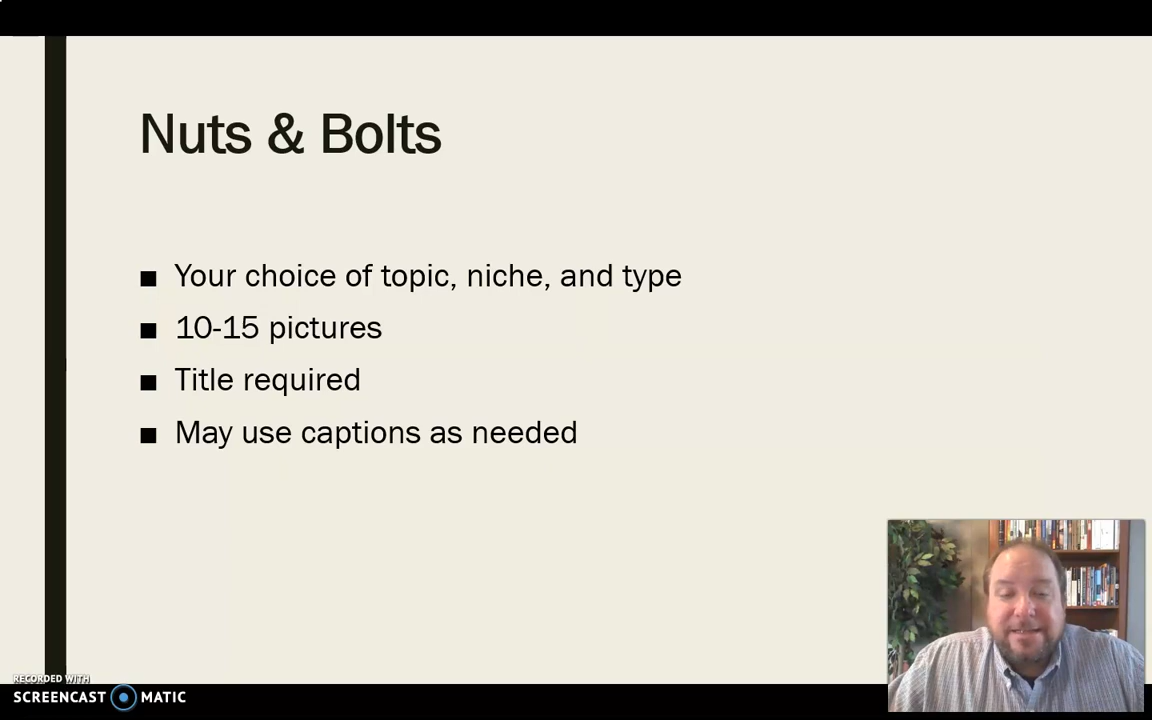 Nuts & Bolts
■ Your choice of topic, niche, and type
■ 10-15 pictures
■ Title required
■ May use captions as needed
RECORDED WITH
SCREENCAST MATIC